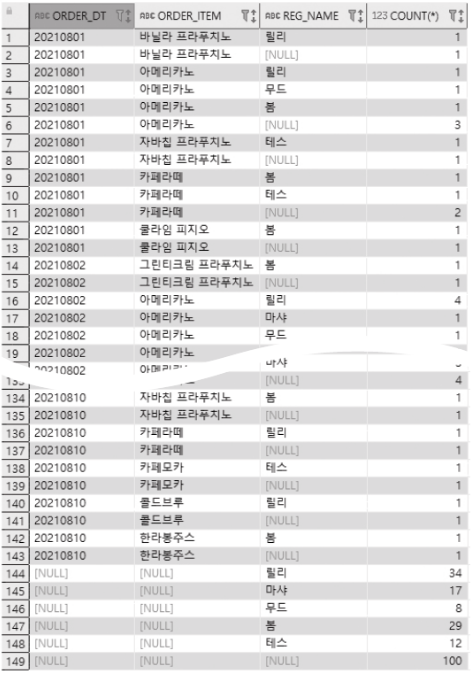 ABC ORDER_DT ABC ORDER_ITEM ABC REG_NAME 123 COUNT(*)
1 20210801 바닐라 프라푸치노 릴리 1
2 20210801 바닐라 프라푸치노 [NULL] 1
3 20210801 아메리카노 릴리 1
4 20210801 아메리카노 무드 1
5 20210801 아메리카노 봄 1
6 20210801 아메리카노 [NULL] 3
7 20210801 자바칩 프라푸치노 테스 1
8 20210801 자바칩 프라푸치노 [NULL] 1
9 20210801 카페라떼 봄 1
10 20210801 카페라떼 테스 1
11 20210801 카페라떼 [NULL] 2
12 20210801 쿨라임 피지오 봄 1
13 20210801 쿨라임 피지오 [NULL] 1
14 20210802 그린티크림 프라푸치노 봄 1
15 20210802 그린티크림 프라푸치노 [NULL] 1
16 20210802 아메리카노 릴리 4
17 20210802 아메리카노 마샤 1
18 20210802 아메리카노 무드 1
19 20210802 아메리카노
20210802 마샤
[NULL] 4
134 20210810 자바칩 프라푸치노 봄 1
135 20210810 자바칩 프라푸치노 [NULL] 1
136 20210810 카페라떼 릴리 1
137 20210810 카페라떼 [NULL] 1
138 20210810 카페모카 테스 1
139 20210810 카페모카 [NULL] 1
140 20210810 콜드브루 릴리 1
141 20210810 콜드브루 [NULL] 1
142 20210810 한라봉주스 봄 1
143 20210810 한라봉주스 [NULL] 1
144 [NULL] [NULL] 릴리 34
145 [NULL] [NULL] 마샤 17
146 [NULL] [NULL] 무드 8
147 [NULL] [NULL] 봄 29
148 [NULL] [NULL] 테스 12
149 [NULL] [NULL] [NULL] 100